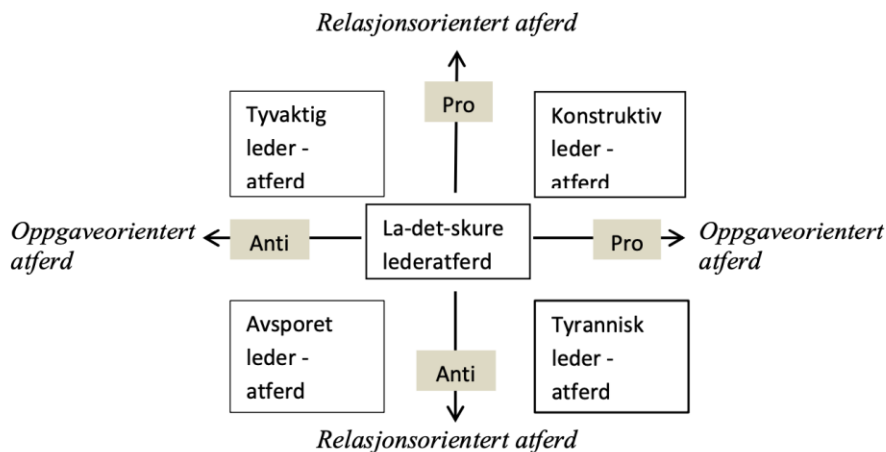 Relasjonsorientert atferd
Pro
Tyvaktig
leder -
atferd
Konstruktiv
leder -
atferd
Oppgaveorientert
atferd
Anti
La-det-skure
lederatferd
Pro
Oppgaveorientert
atferd
Avsporet
leder -
atferd
Anti
Tyrannisk
leder -
atferd
Relasjonsorientert atferd